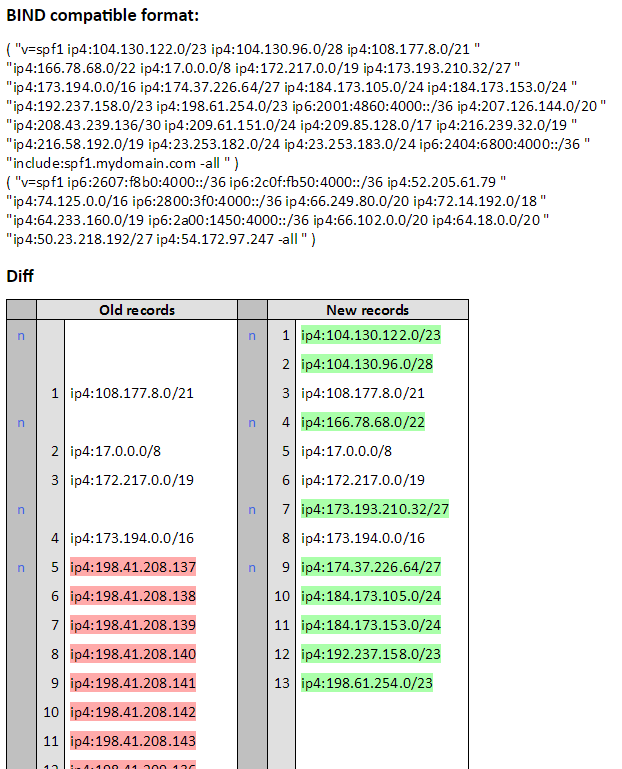 BIND compatible format:
( "v=spf1 ip4:104.130.122.0/23 ip4:104.130.96.0/28 ip4:108.177.8.0/21 "
"ip4:166.78.68.0/22 ip4:17.0.0.0/8 ip4:172.217.0.0/19 ip4:173.193.210.32/27 "
"ip4:173.194.0.0/16 ip4:174.37.226.64/27 ip4:184.173.105.0/24 ip4:184.173.153.0/24 "
"ip4:192.237.158.0/23 ip4:198.61.254.0/23 ip6:2001:4860:4000::/36 ip4:207.126.144.0/20 "
"ip4:208.43.239.136/30 ip4:209.61.151.0/24 ip4:209.85.128.0/17 ip4:216.239.32.0/19 "
"ip4:216.58.192.0/19 ip4:23.253.182.0/24 ip4:23.253.183.0/24 ip6:2404:6800:4000::/36 "
"include:spf1.mydomain.com -all " )
( "v=spf1 ip6:2607:f8b0:4000::/36 ip6:2c0f:fb50:4000::/36 ip4:52.205.61.79 "
"ip4:74.125.0.0/16 ip6:2800:3f0:4000::/36 ip4:66.249.80.0/20 ip4:72.14.192.0/18 "
"ip4:64.233.160.0/19 ip6:2a00:1450:4000::/36 ip4:66.102.0.0/20 ip4:64.18.0.0/20 "
"ip4:50.23.218.192/27 ip4:54.172.97.247 -all " )
Diff
Old records New records
n n 1 ip4:104.130.122.0/23
2 ip4:104.130.96.0/28
1 ip4:108.177.8.0/21 3 ip4:108.177.8.0/21
n n 4 ip4:166.78.68.0/22
2 ip4:17.0.0.0/8 5 ip4:17.0.0.0/8
3 ip4:172.217.0.0/19 6 ip4:172.217.0.0/19
n n 7 ip4:173.193.210.32/27
4 ip4:173.194.0.0/16 8 ip4:173.194.0.0/16
n 5 ip4:198.41.208.137 n 9 ip4:174.37.226.64/27
6 ip4:198.41.208.138 10 ip4:184.173.105.0/24
7 ip4:198.41.208.139 11 ip4:184.173.153.0/24
8 ip4:198.41.208.140 12 ip4:192.237.158.0/23
9 ip4:198.41.208.141 13 ip4:198.61.254.0/23
10 ip4:198.41.208.142
11 ip4:198.41.208.143